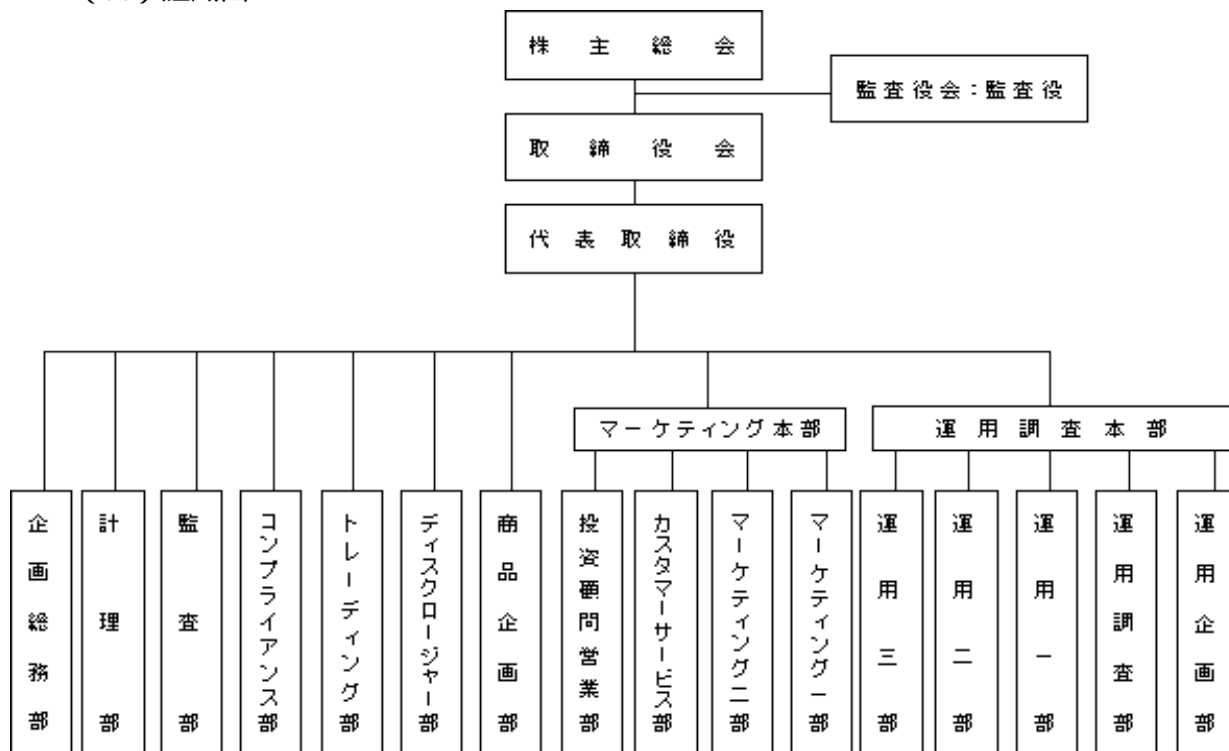 株主総会
監査役会：監査役
取締役会
代表取締役
マーケティング本部
運用調査本部
企画総務部
計理部
監査部
コンプライアンス部
トレーディング部
ディスクロージャー部
商品企画部
投資顧問営業部
カスタマーサービス部
マーケティング二部
マーケティング一部
運用三部
運用二部
運用一部
運用調査部
運用企画部